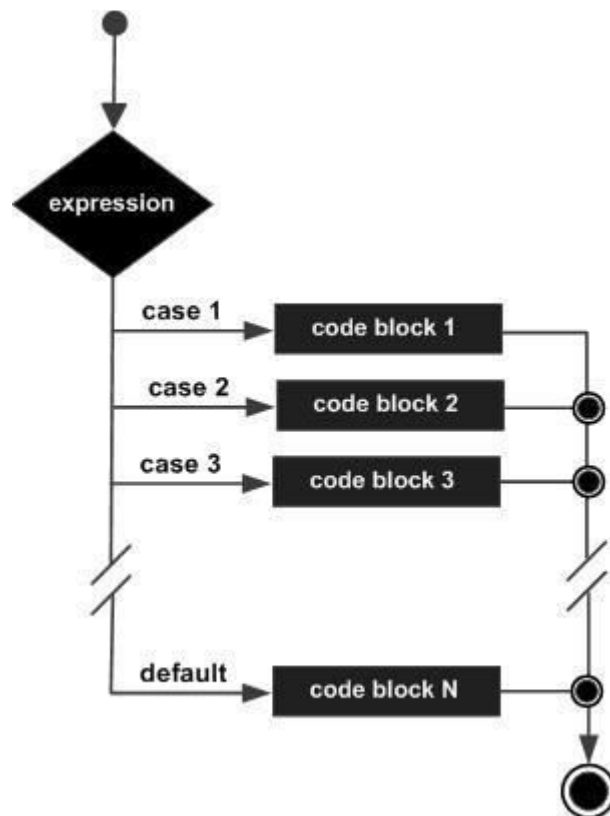 expression
case 1
code block 1
case 2
code block 2
case 3
code block 3
default
code block N